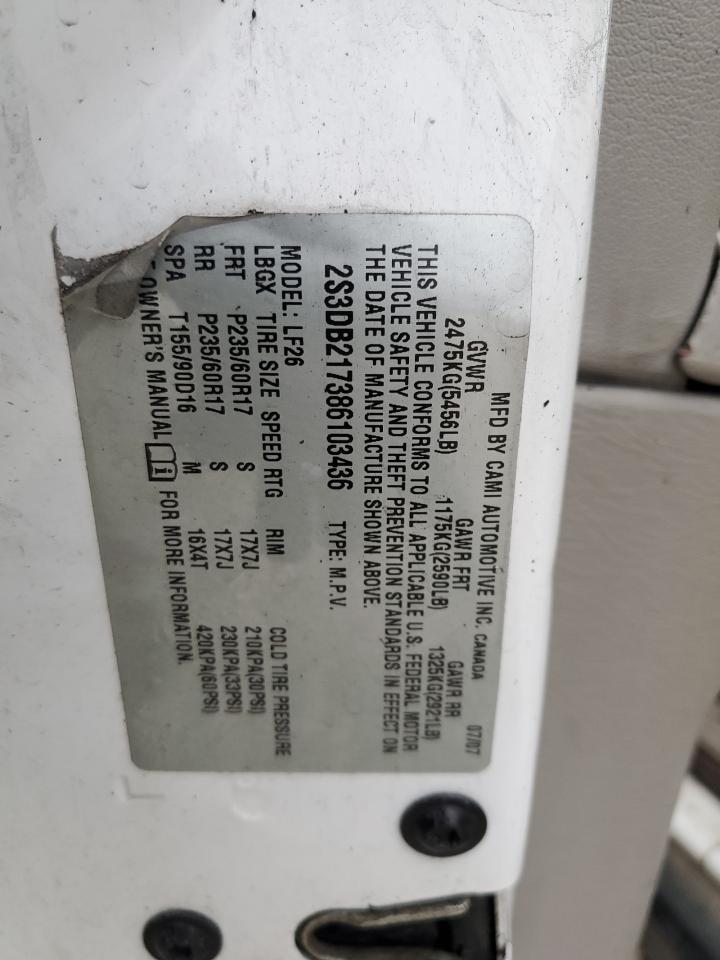 MFD BY CAMI AUTOMOTIVE INC. CANADA 07/07
GVWR GAWR FRT GAWR RR
2475KG(5456LB) 1175KG(2590LB) 1325KG(2921LB)
THIS VEHICLE CONFORMS TO ALL APPLICABLE U.S. FEDERAL MOTOR
VEHICLE SAFETY AND THEFT PREVENTION STANDARDS IN EFFECT ON
THE DATE OF MANUFACTURE SHOWN ABOVE.
2S3DB217386103436 TYPE: M.P.V.
MODEL: LF26
LBGX TIRE SIZE SPEED RTG RIM COLD TIRE PRESSURE
FRT P235/60R17 S 17X7J 210KPA(30PSI)
RR P235/60R17 S 17X7J 230KPA(33PSI)
SPA T155/90D16 M 16X4T 420KPA(60PSI)
OWNER'S MANUAL FOR MORE INFORMATION.